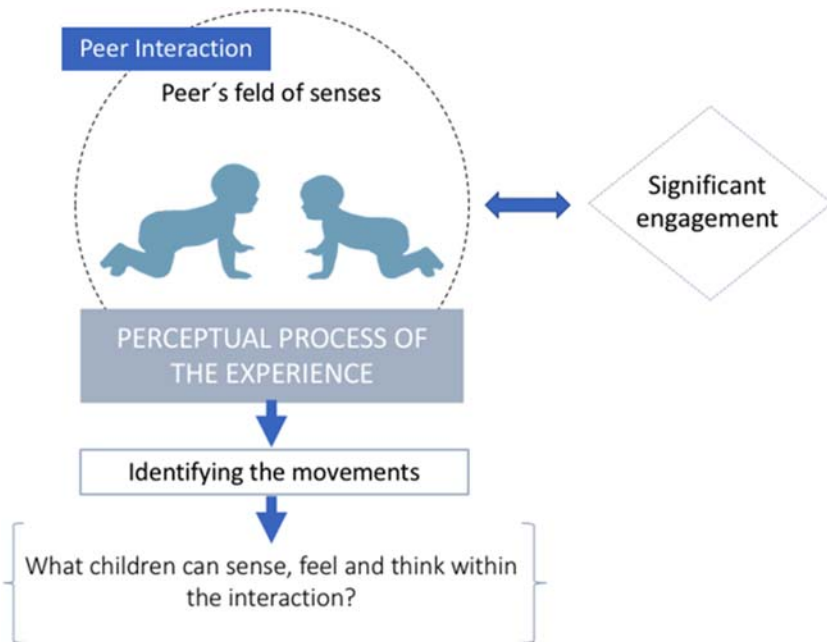 Peer Interaction
Peer´s feld of senses
Significant
engagement
PERCEPTUAL PROCESS OF
THE EXPERIENCE
Identifying the movements
What children can sense, feel and think within
the interaction?